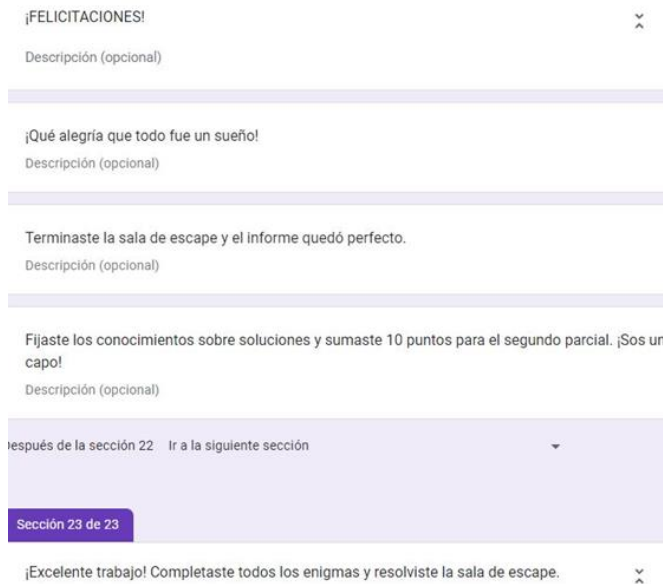 ¡FELICITACIONES!
Descripción (opcional)
¡Qué alegría que todo fue un sueño!
Descripción (opcional)
Terminaste la sala de escape y el informe quedó perfecto.
Descripción (opcional)
Fijaste los conocimientos sobre soluciones y sumaste 10 puntos para el segundo parcial. ¡Sos un
capo!
Descripción (opcional)
Después de la sección 22 Ir a la siguiente sección
Sección 23 de 23
¡Excelente trabajo! Completaste todos los enigmas y resolviste la sala de escape.